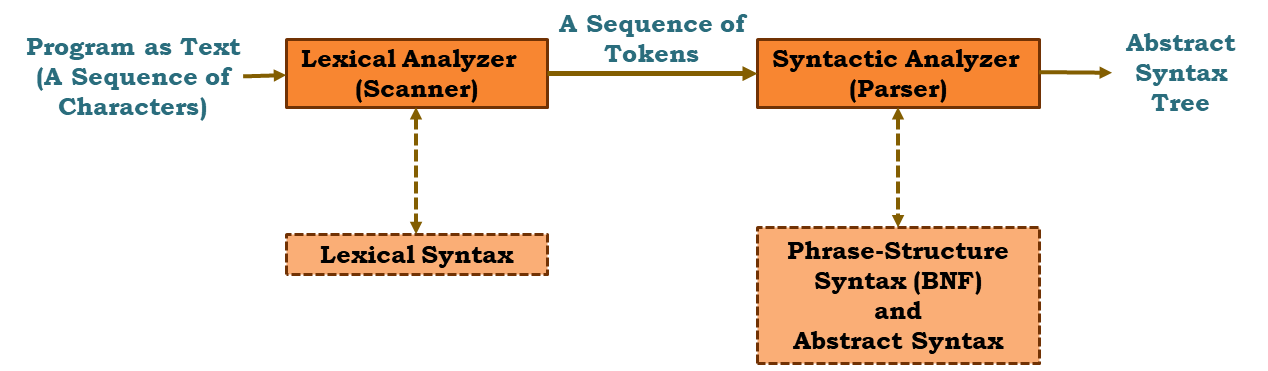 Program as Text
(A Sequence of
Characters)
Lexical Analyzer
(Scanner)
A Sequence of
Tokens
Syntactic Analyzer
(Parser)
Abstract
Syntax
Tree
Lexical Syntax
Phrase-Structure
Syntax (BNF)
and
Abstract Syntax